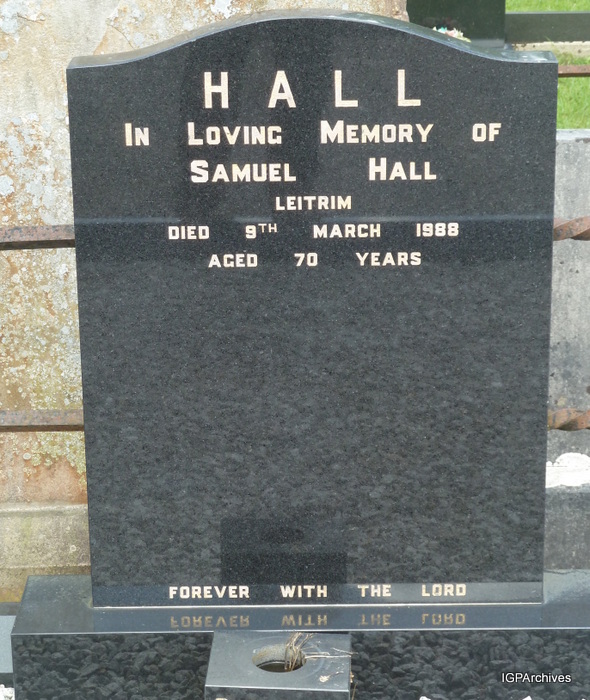 HALL
IN LOVING MEMORY OF
SAMUEL HALL
LEITRIM
DIED 9TH MARCH 1988
AGED 70 YEARS
FOREVER WITH THE LORD
IGPArchives